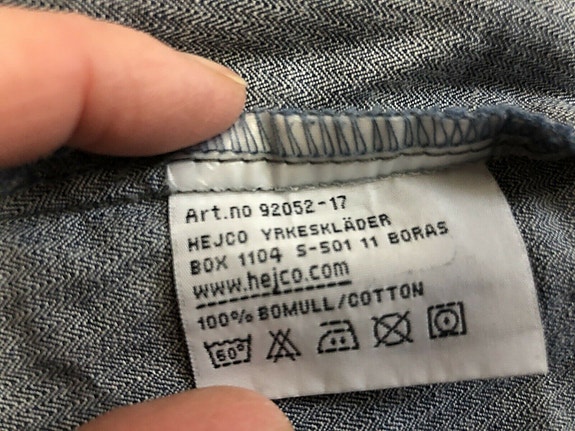 Art.no 92052-17
HEJCO YRKESKLÄDER
BOX 1104 S-501 11 BORAS
www.hejco.com
100% BOMULL/COTTON
60°